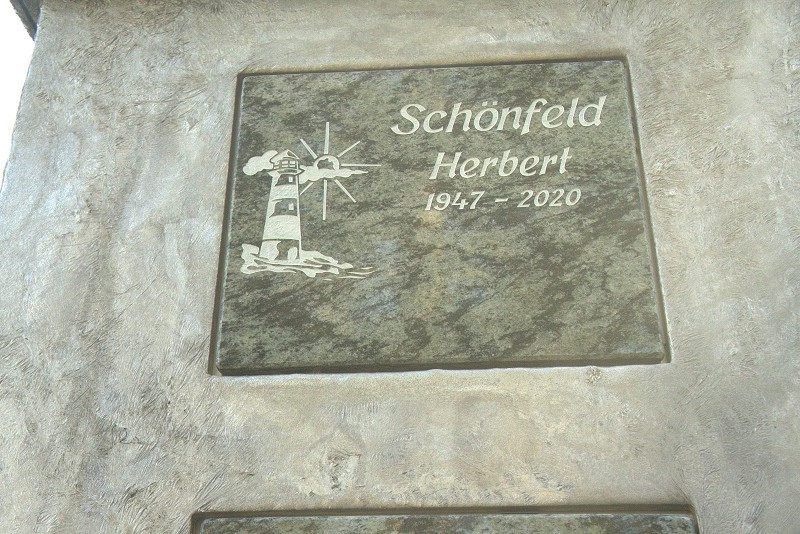 Schönfeld
Herbert
1947 – 2020